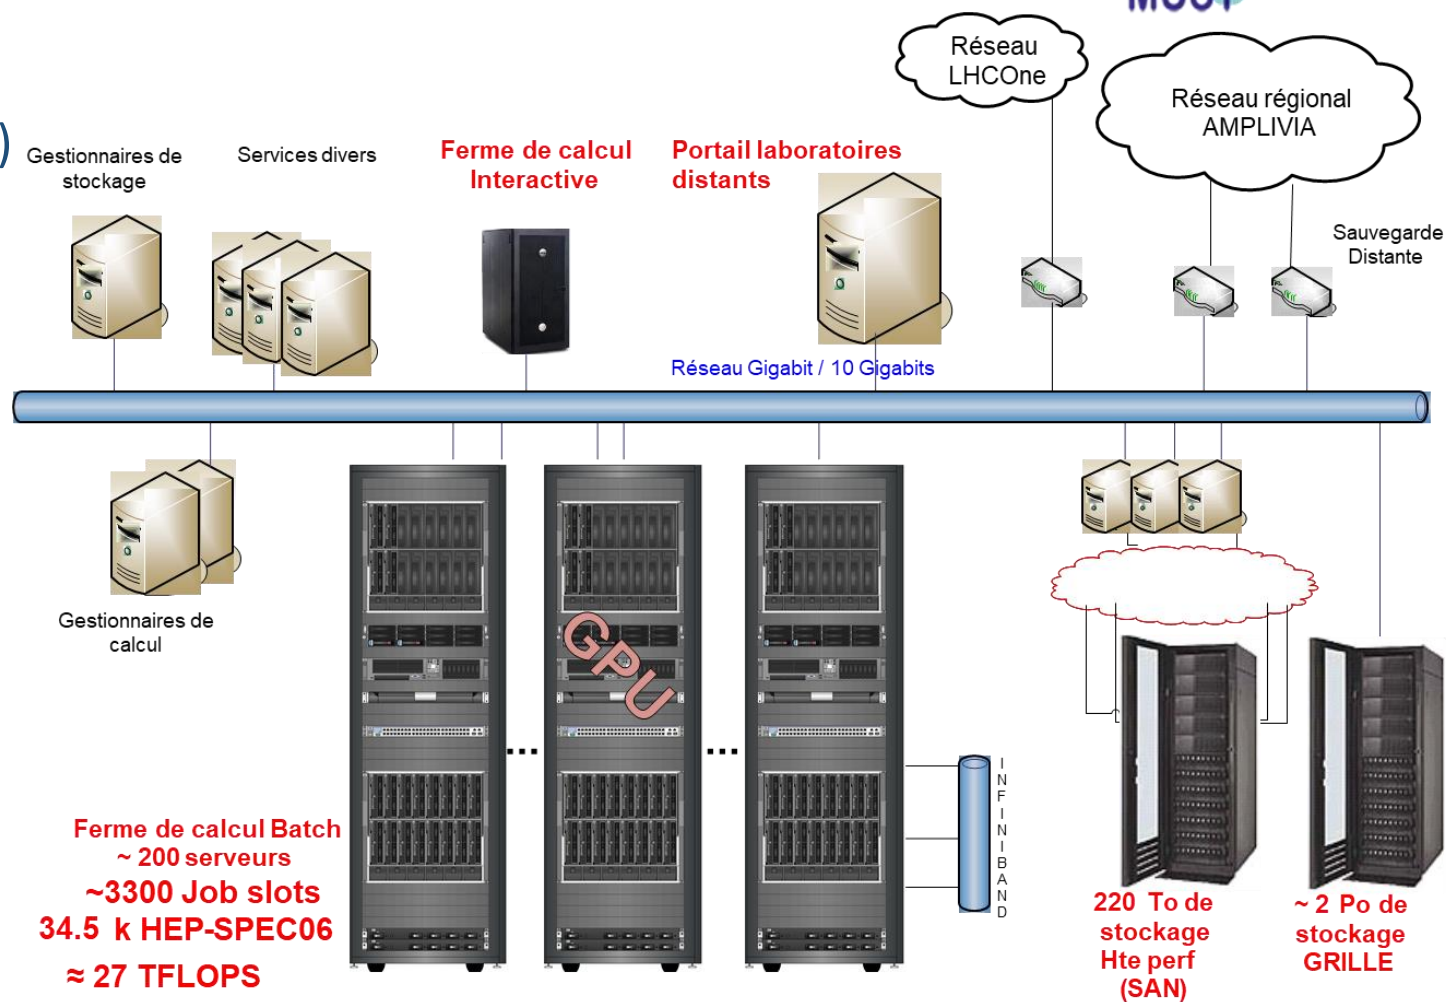 MUST
Réseau
LHCOne
Réseau régional
AMPLIVIA
)
Gestionnaires de
stockage
Services divers
Ferme de calcul
Interactive
Portail laboratoires
distants
Sauvegarde
Distante
Réseau Gigabit / 10 Gigabits
Gestionnaires de
calcul
GPU
...
...
INFINIBAND
Ferme de calcul Batch
~ 200 serveurs
~3300 Job slots
34.5 k HEP-SPEC06
≈ 27 TFLOPS
220 To de
stockage
Hte perf
(SAN)
~ 2 Po de
stockage
GRILLE